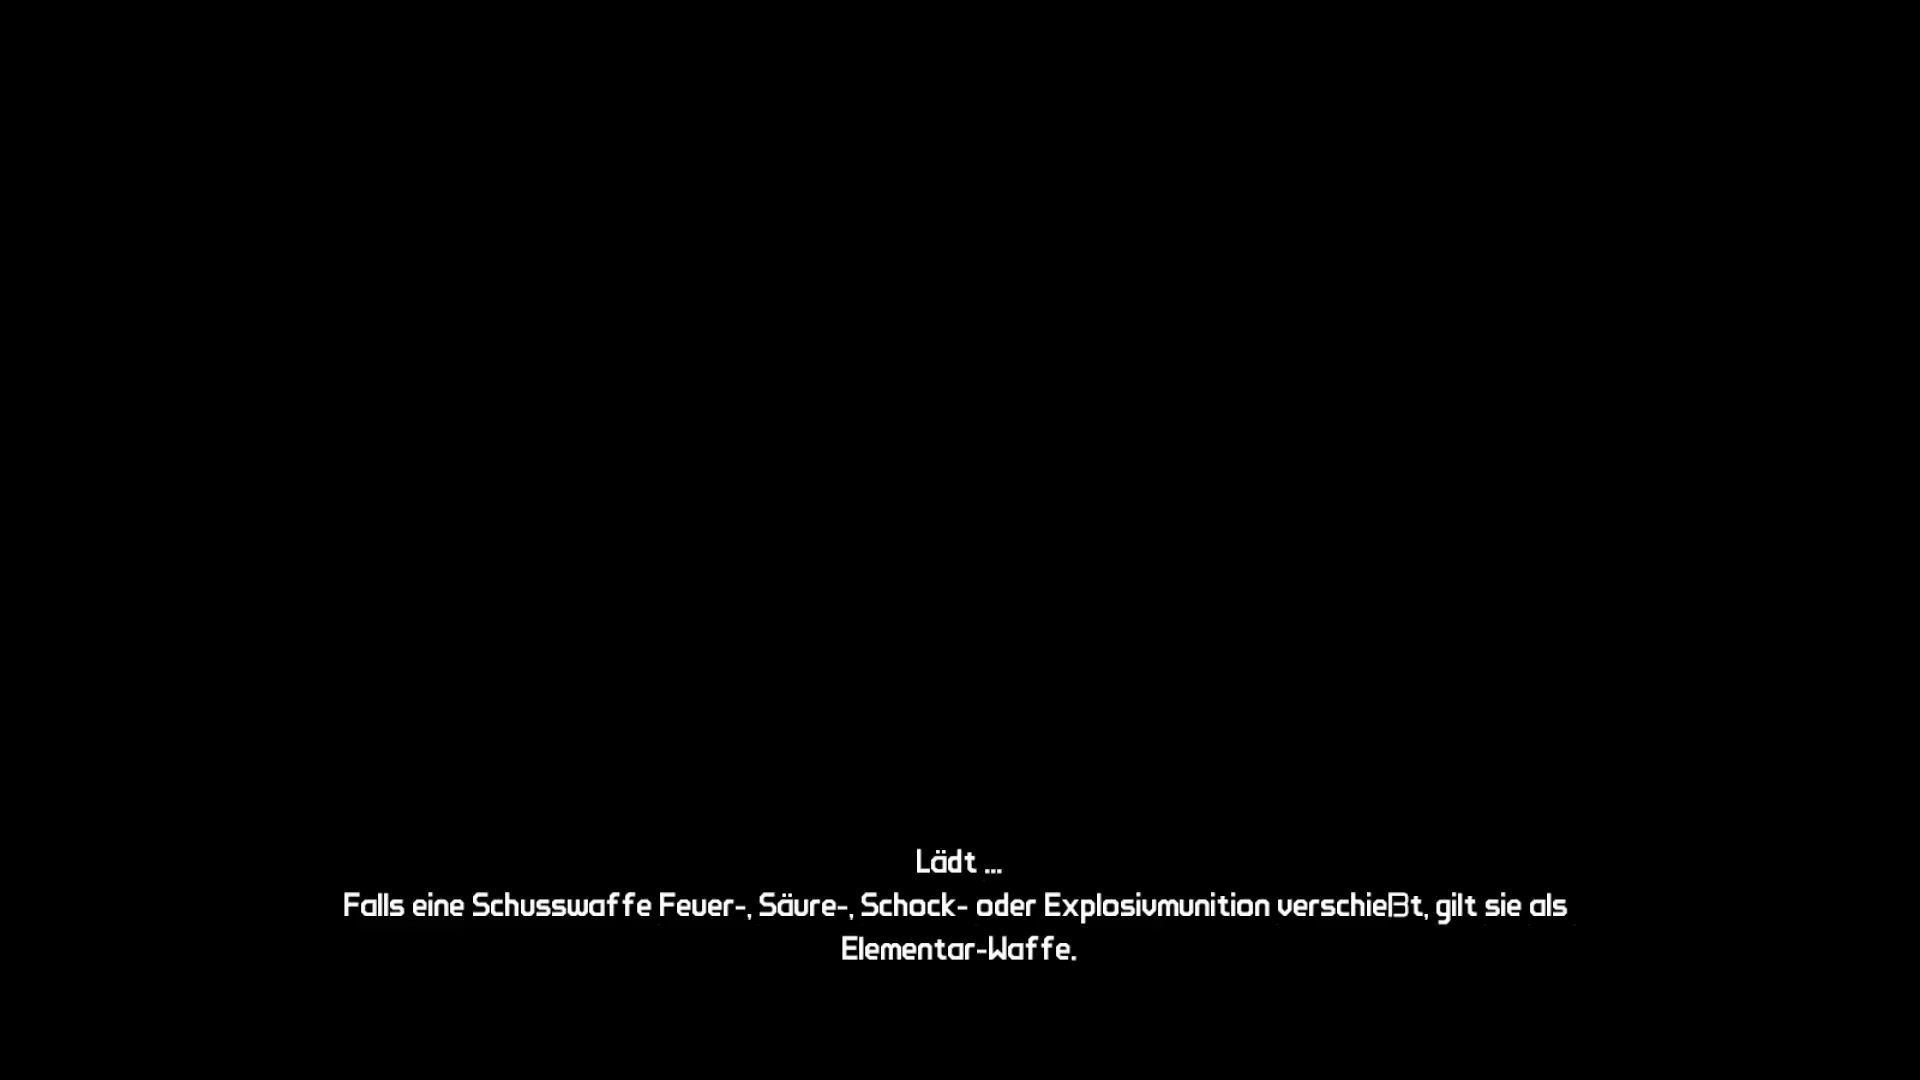 Lädt ...
Falls eine Schusswaffe Feuer-, Säure-, Schock- oder Explosivmunition verschießt, gilt sie als
Elementar-Waffe.